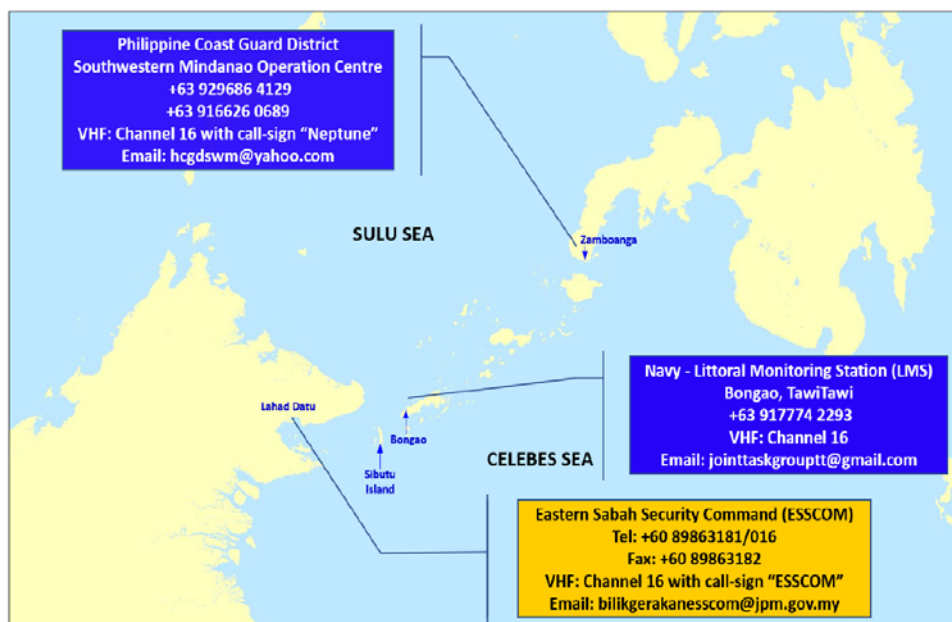 Philippine Coast Guard District
Southwestern Mindanao Operation Centre
+63 929686 4129
+63 916626 0689
VHF: Channel 16 with call-sign “Neptune”
Email: hcgdswm@yahoo.com
SULU SEA
Zamboanga
Navy - Littoral Monitoring Station (LMS)
Bongao, TawiTawi
+63 917774 2293
VHF: Channel 16
Email: jointtaskgrouptt@gmail.com
Lahad Datu
Bongao
Sibutu
Island
CELEBES SEA
Eastern Sabah Security Command (ESSCOM)
Tel: +60 89863181/016
Fax: +60 89863182
VHF: Channel 16 with call-sign “ESSCOM”
Email: bilikgerakanesscom@jpm.gov.my